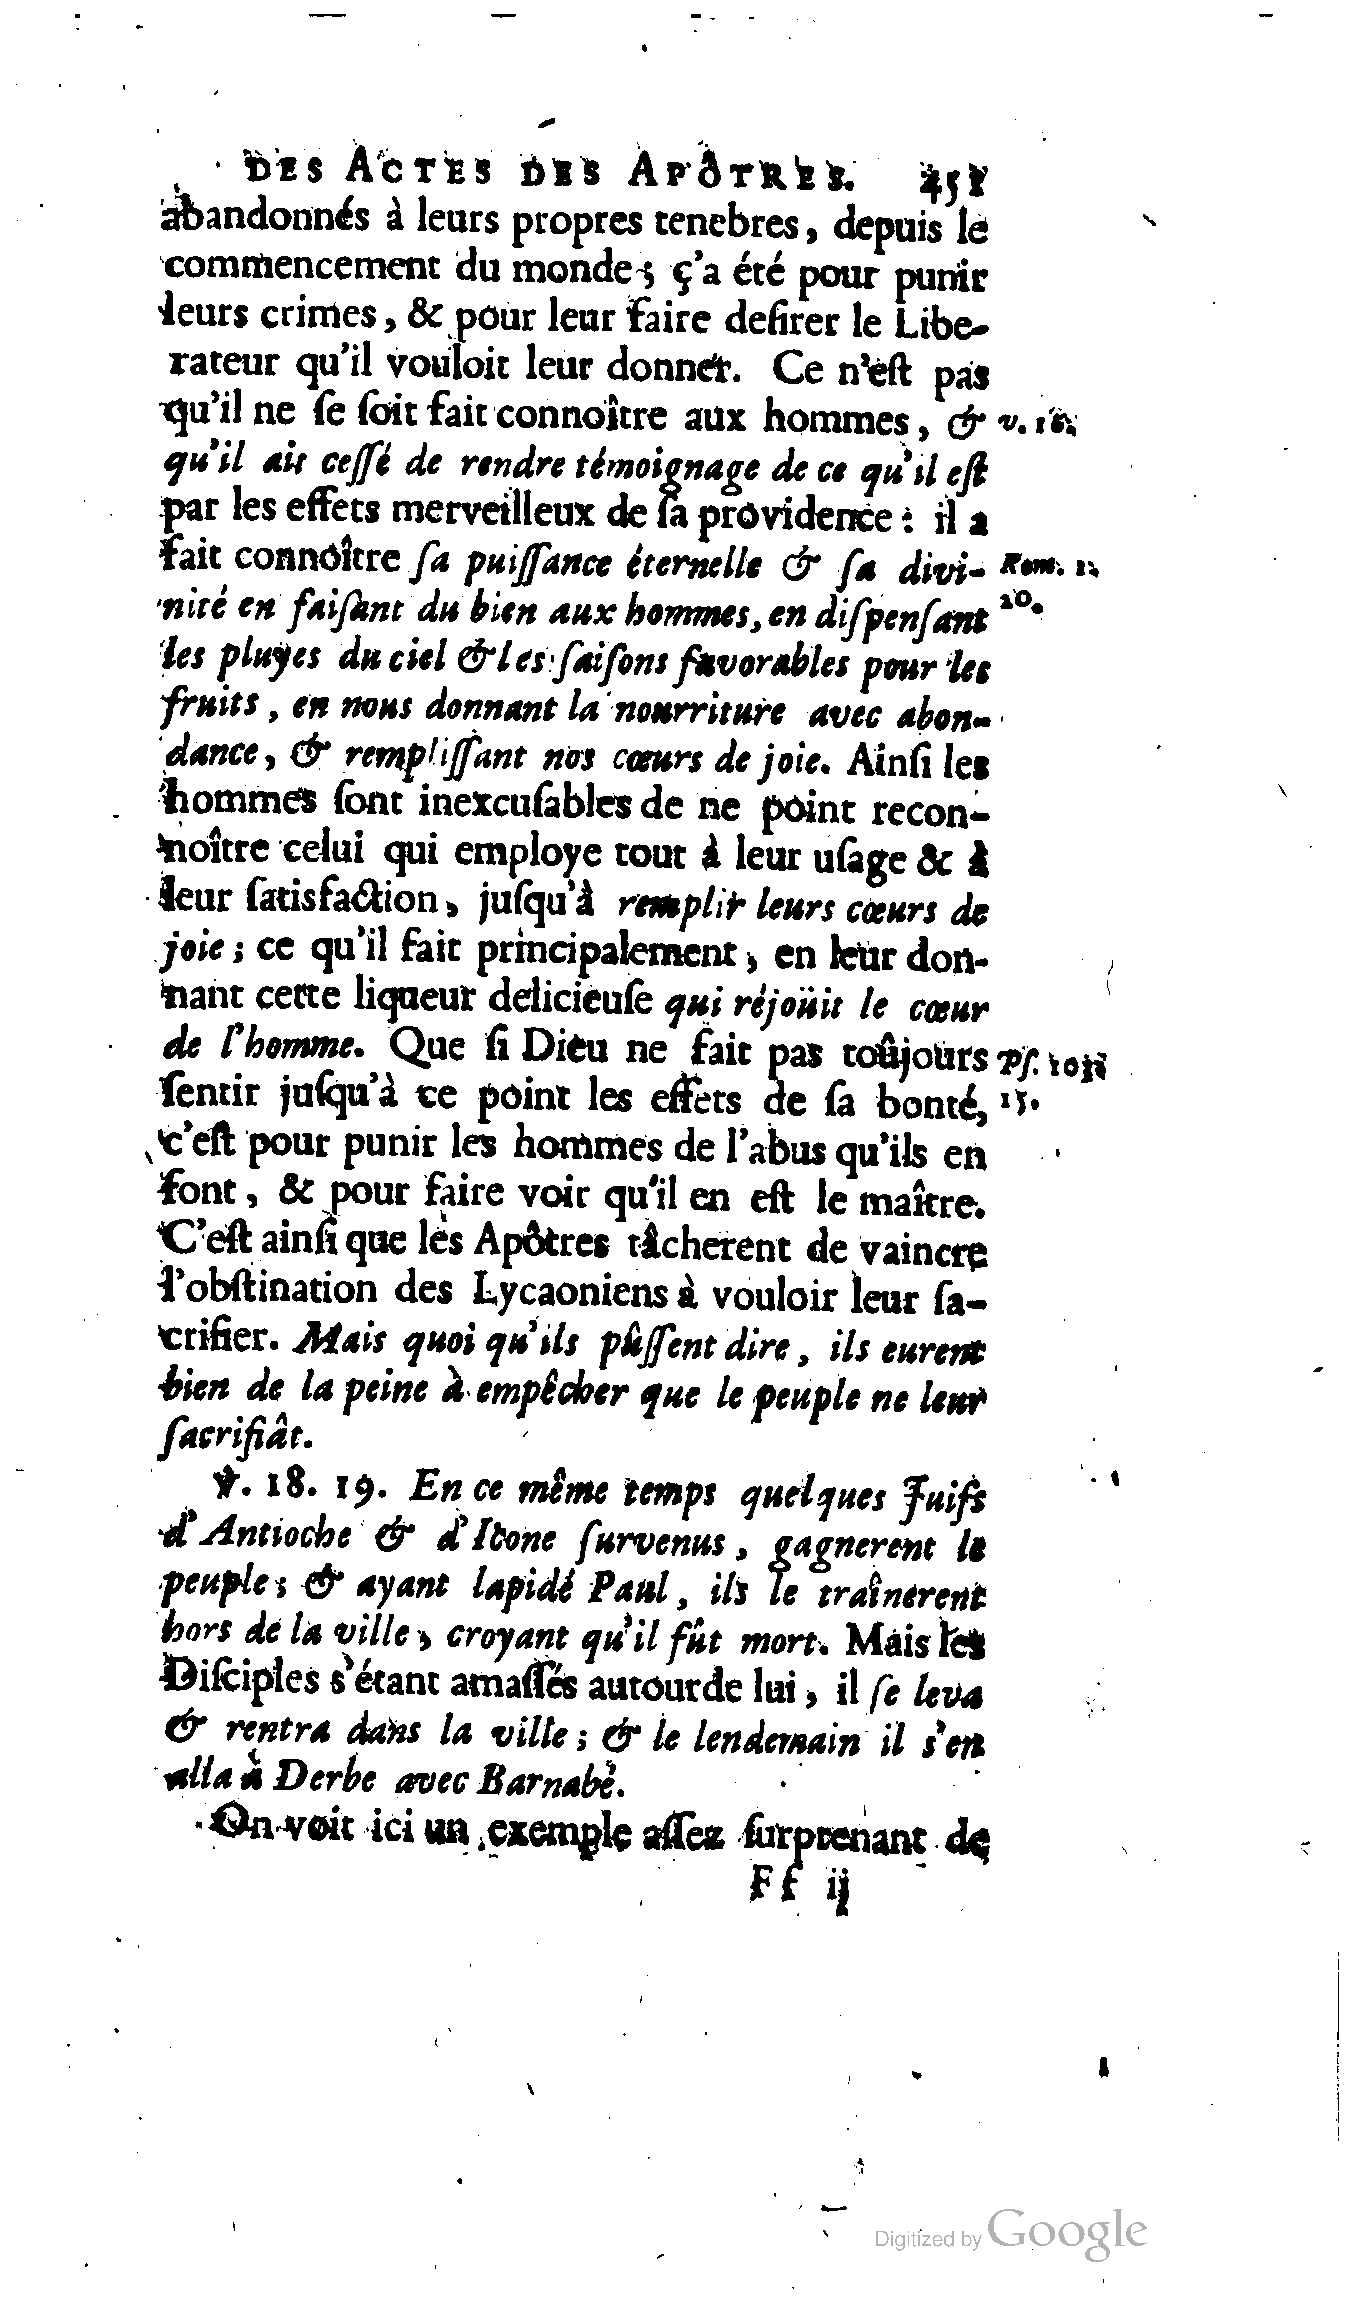 DES ACTES DES APÔTRES. 451
abandonnés à leurs propres tenebres, depuis le
commencement du monde; ç'a été pour punir
leurs crimes, & pour leur faire deſirer le Libe-
rateur qu'il vouloit leur donner. Ce n'eſt pas
qu'il ne ſe ſoit fait connoître aux hommes, & v. 16.
qu'il ait ceſſé de rendre témoignage de ce qu'il eſt
par les effets merveilleux de ſa providence: il a
fait connoître ſa puiſſance éternelle & ſa divi- Rom. 1.
nité en faiſant du bien aux hommes, en diſpenſant 20.
les pluyes du ciel & les ſaiſons favorables pour les
fruits, en nous donnant la nourriture avec abon-
dance, & rempliſſant nos cœurs de joie. Ainſi les
hommes ſont inexcuſables de ne point recon-
noître celui qui employe tout à leur uſage & à
leur ſatisfaction, juſqu'à remplir leurs cœurs de
joie; ce qu'il fait principalement, en leur don-
nant cette liqueur delicieuſe qui réjoüit le cœur
de l'homme. Que ſi Dieu ne fait pas toûjours Pſ. 103
ſentir juſqu'à ce point les effets de ſa bonté, 15.
c'eſt pour punir les hommes de l'abus qu'ils en
font, & pour faire voir qu'il en eſt le maître.
C'eſt ainſi que les Apôtres tâcherent de vaincre
l'obſtination des Lycaoniens à vouloir leur ſa-
crifier. Mais quoi qu'ils pûſſent dire, ils eurent
bien de la peine à empêcher que le peuple ne leur
ſacrifiât.
℣. 18. 19. En ce même temps quelques Juifs
d'Antioche & d'Icone ſurvenus, gagnerent le
peuple; & ayant lapidé Paul, ils le traînerent
hors de la ville, croyant qu'il fût mort. Mais les
Diſciples s'étant amaſſés autour de lui, il ſe leva
& rentra dans la ville; & le lendemain il s'en
alla à Derbe avec Barnabé.
On voit ici un exemple aſſez ſurprenant de
Ff ij
Digitized by Google